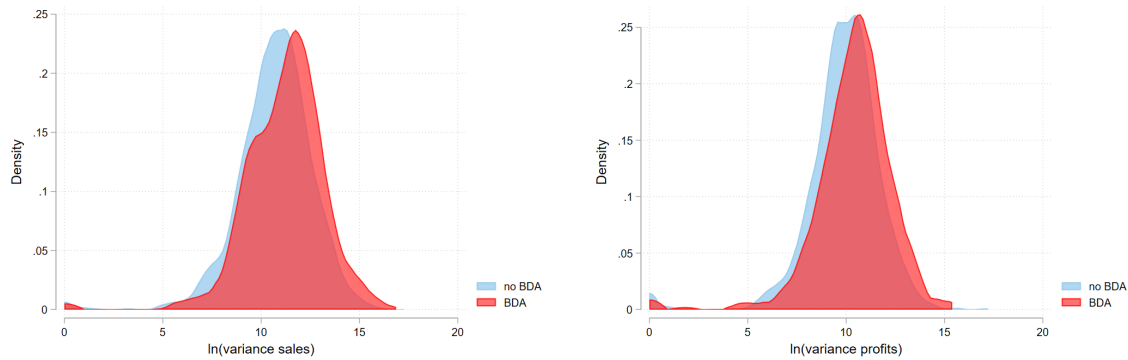 .25
.2
.15
.1
.05
0
Density
0 5 10 15 20
ln(variance sales)
no BDA
BDA
.25
.2
.15
.1
.05
0
Density
0 5 10 15 20
ln(variance profits)
no BDA
BDA